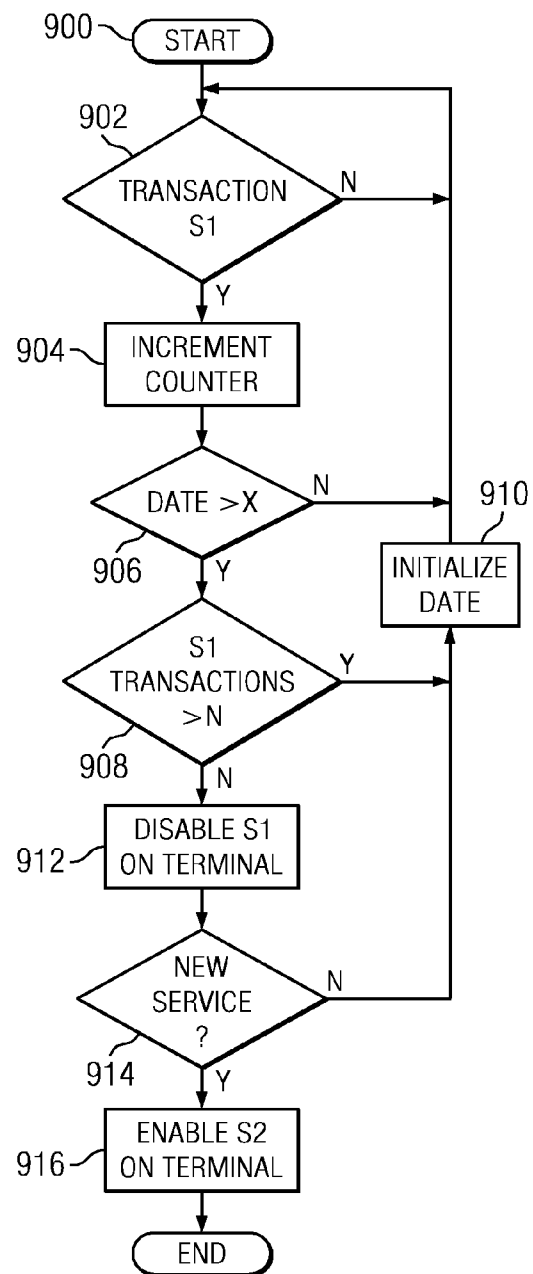 900
START
902
TRANSACTION
S1
N
Y
904
INCREMENT
COUNTER
DATE >X
N
906
Y
910
INITIALIZE
DATE
S1
TRANSACTIONS
>N
Y
908
N
912
DISABLE S1
ON TERMINAL
NEW
SERVICE
?
N
914
Y
916
ENABLE S2
ON TERMINAL
END